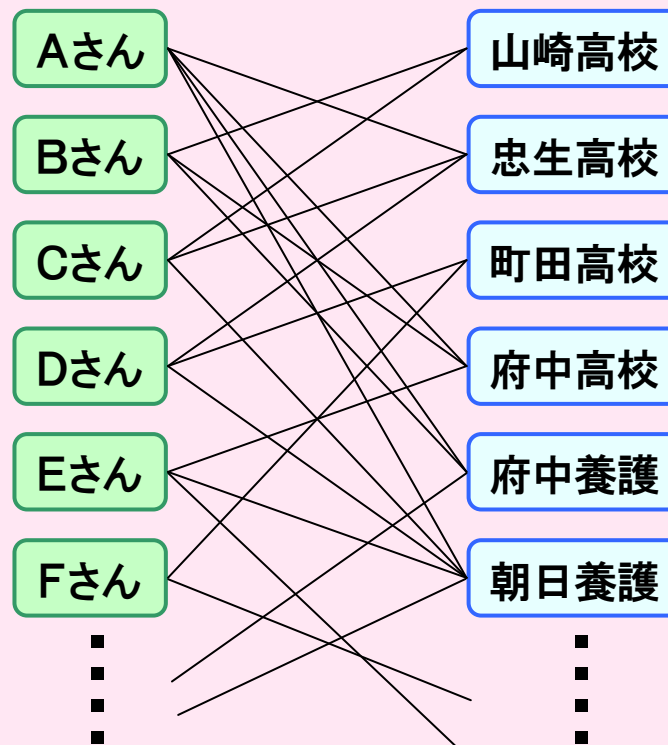 Aさん
山崎高校
Bさん
忠生高校
Cさん
町田高校
Dさん
府中高校
Eさん
府中養護
Fさん
朝日養護